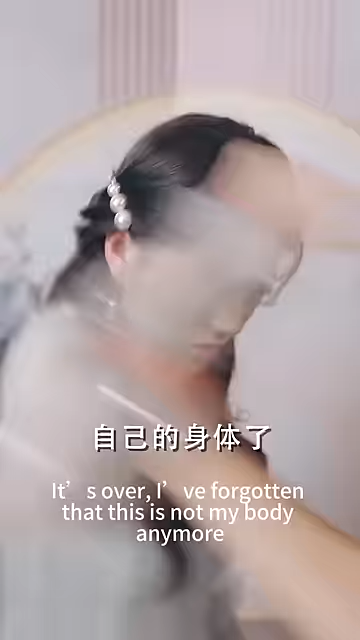 自己的身体了
It’s over, I’ve forgotten
that this is not my body
anymore